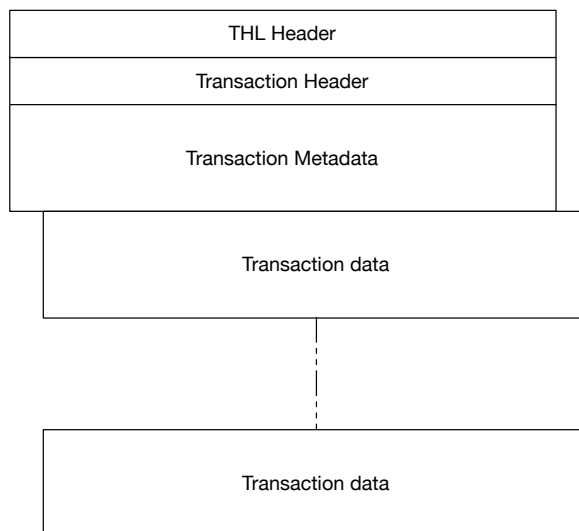 THL Header
Transaction Header
Transaction Metadata
Transaction data
Transaction data